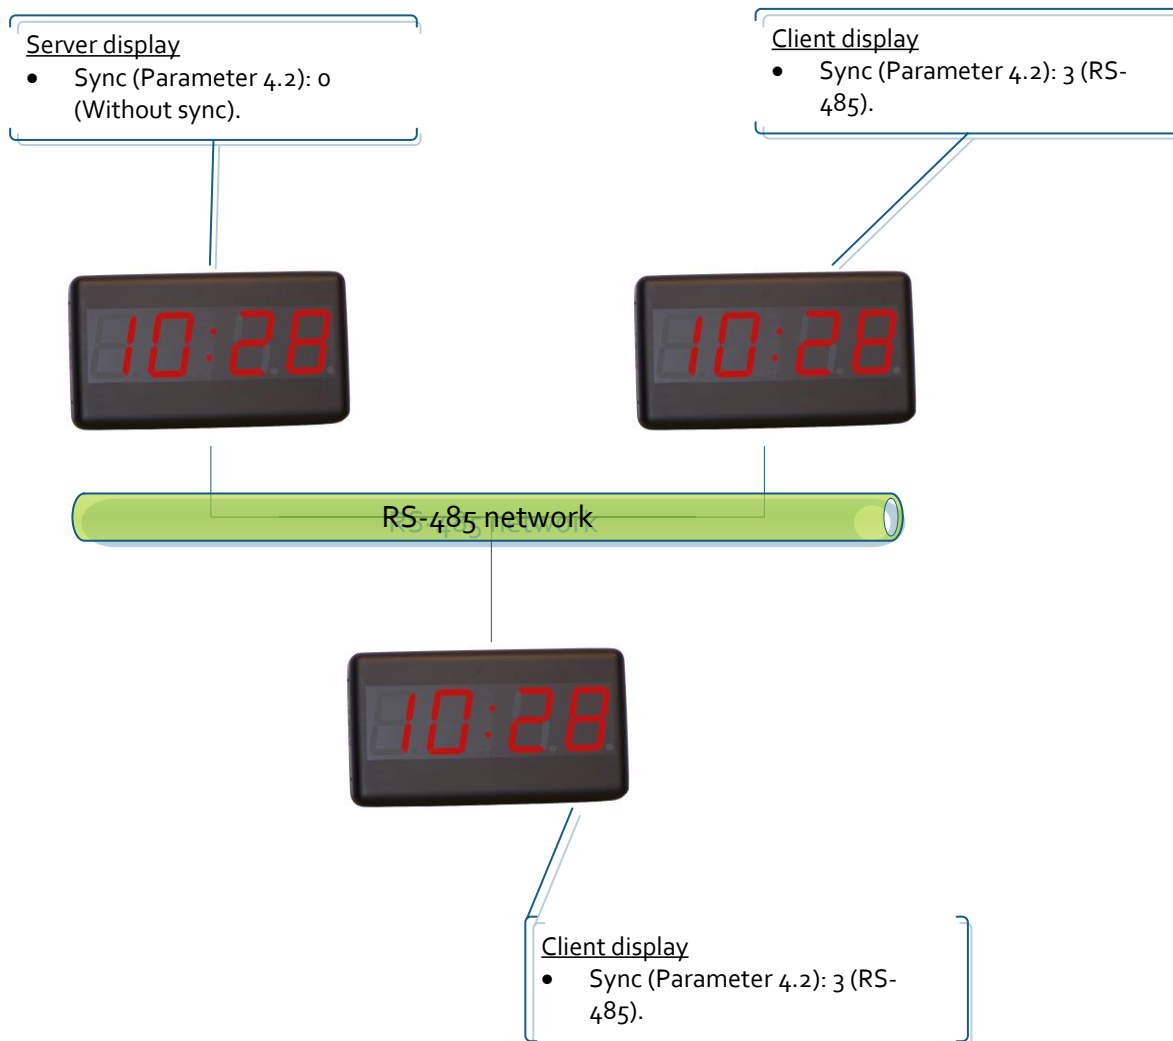 Server display
• Sync (Parameter 4.2): 0
(Without sync).
Client display
• Sync (Parameter 4.2): 3 (RS-
485).
10:28
10:28
RS-485 network
10:28
Client display
• Sync (Parameter 4.2): 3 (RS-
485).